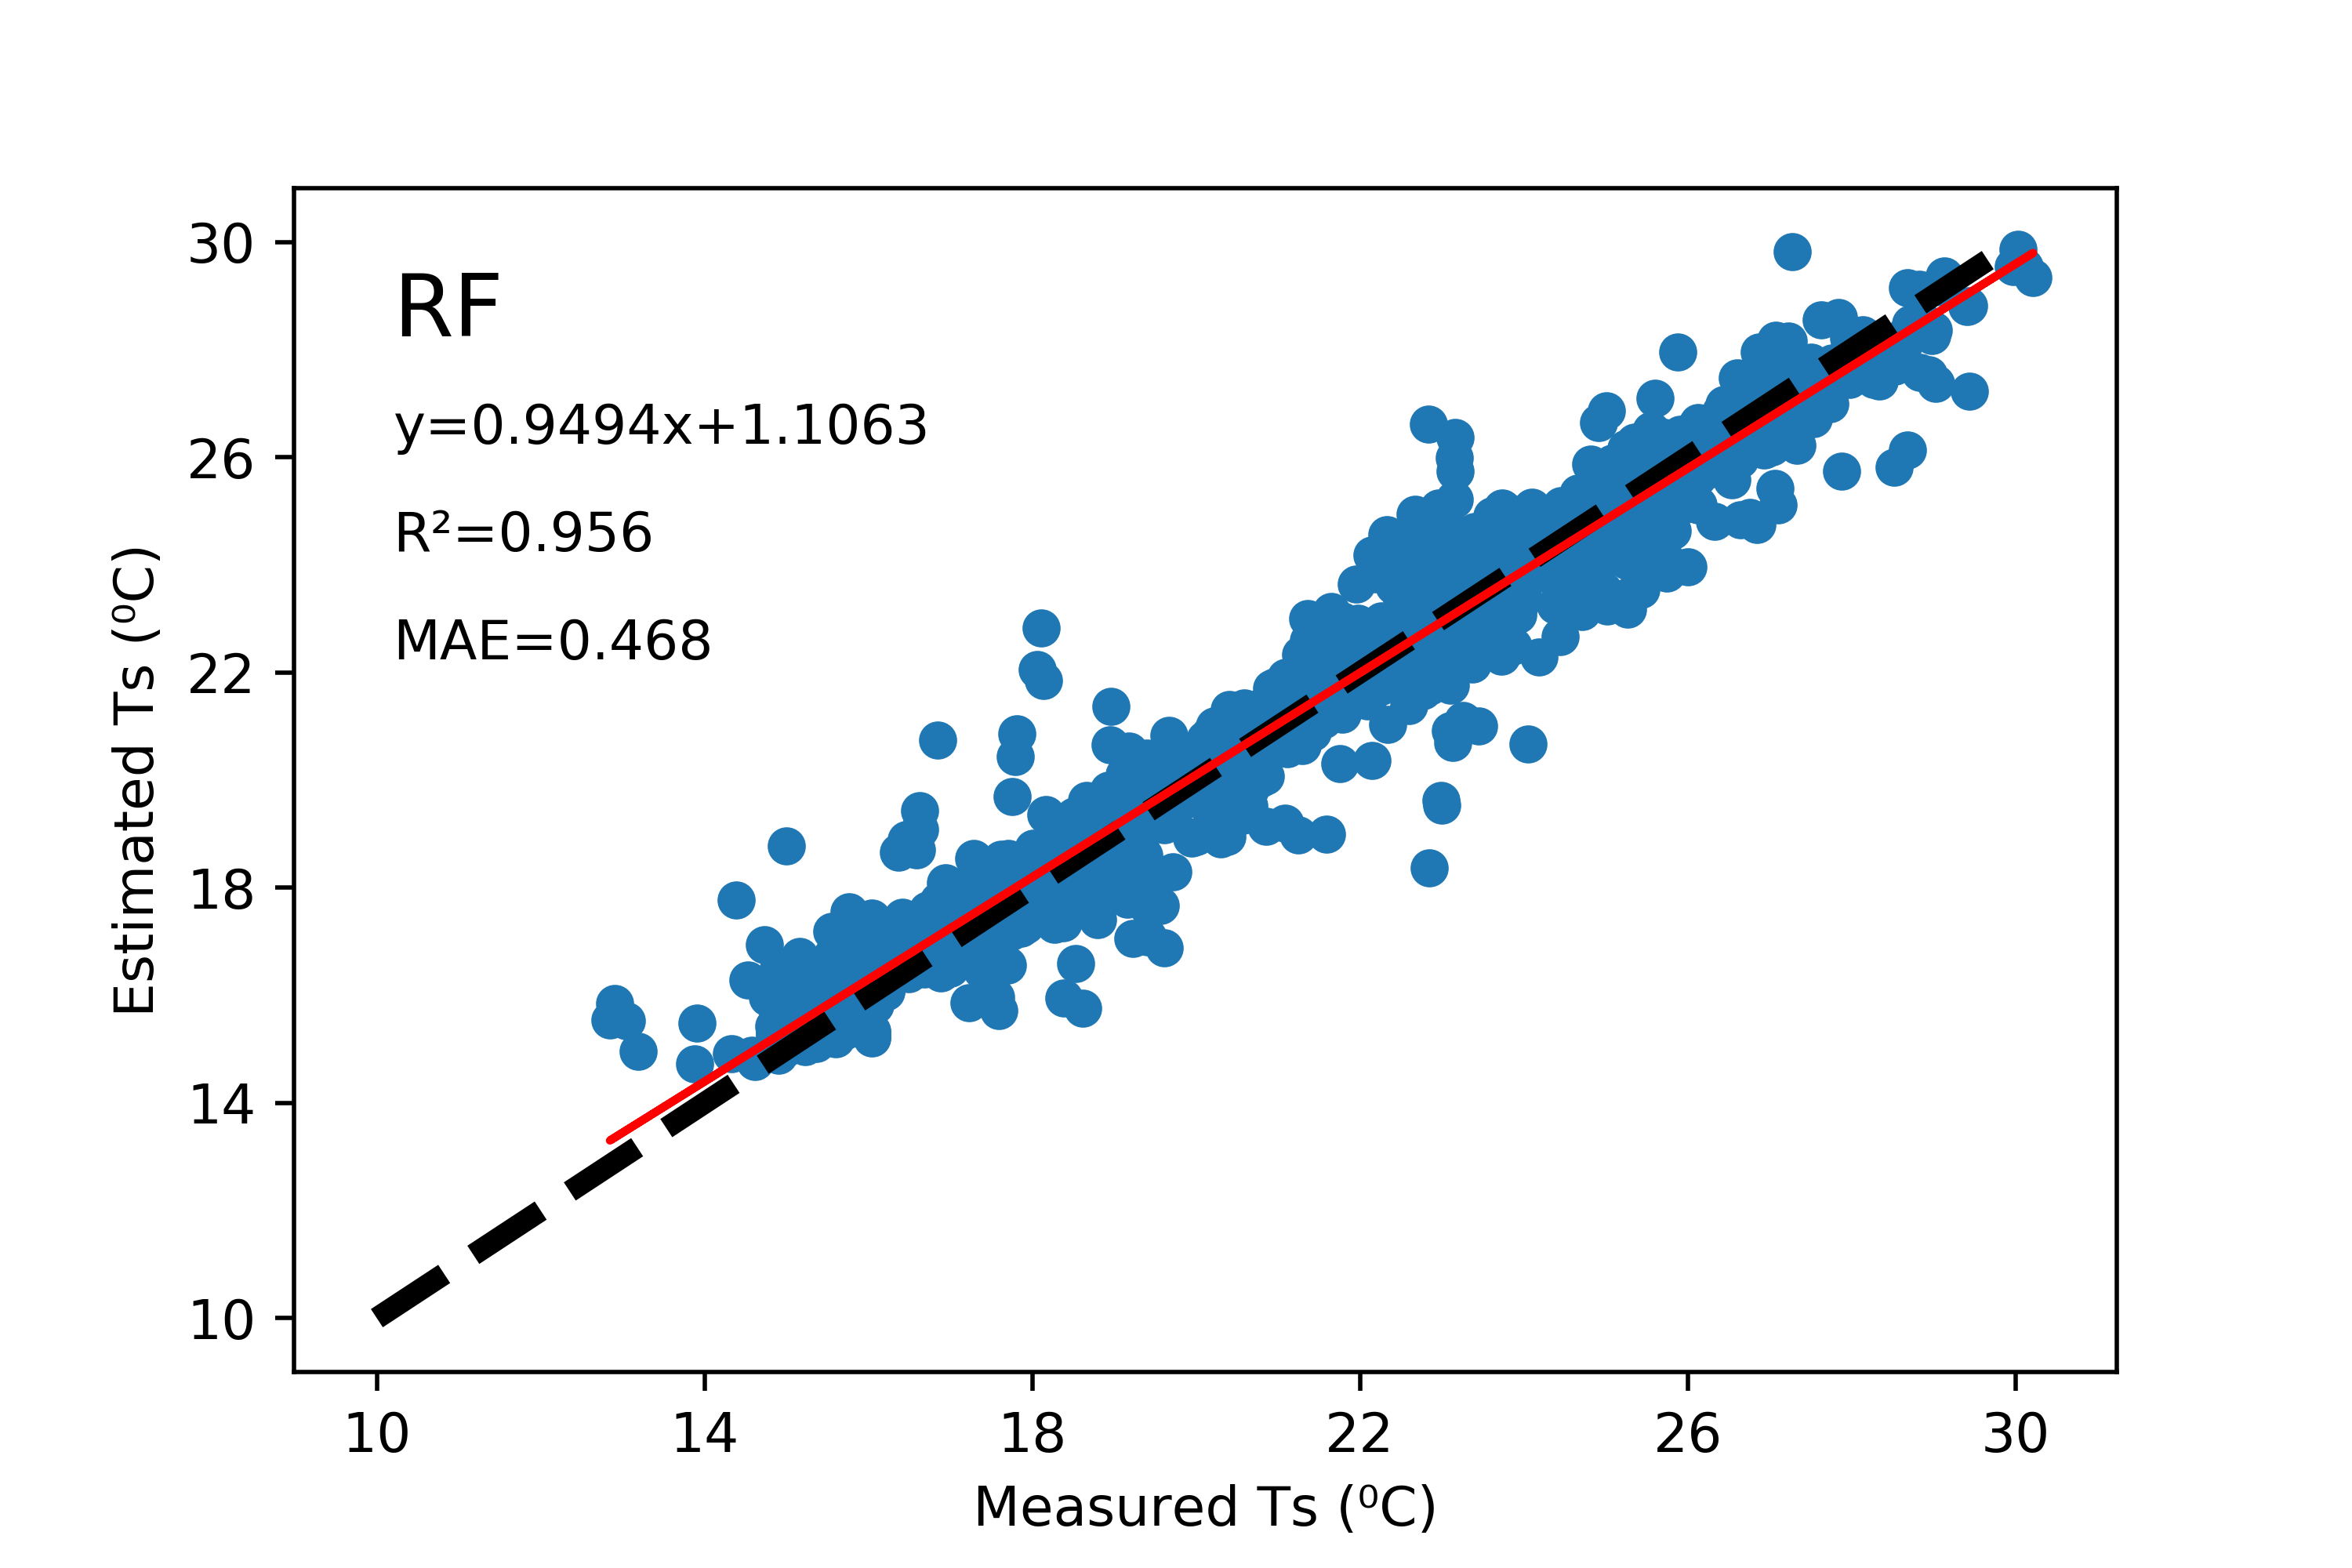 RF
y=0.9494x+1.1063
R²=0.956
MAE=0.468
Estimated Ts (⁰C)
30
26
22
18
14
10
10 14 18 22 26 30
Measured Ts (⁰C)